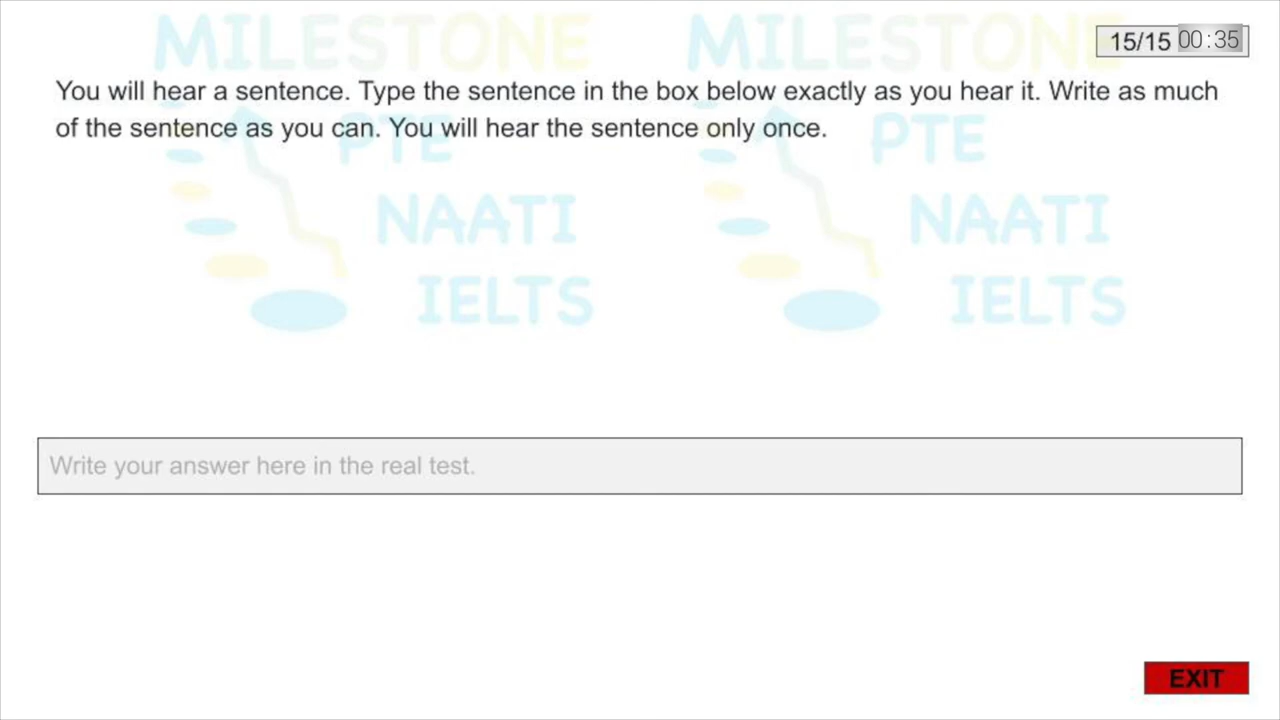 MILESTONE MILESTONE
15/15 00:35
You will hear a sentence. Type the sentence in the box below exactly as you hear it. Write as much
of the sentence as you can. You will hear the sentence only once.
PTE PTE
NAATI NAATI
IELTS IELTS
Write your answer here in the real test.
EXIT